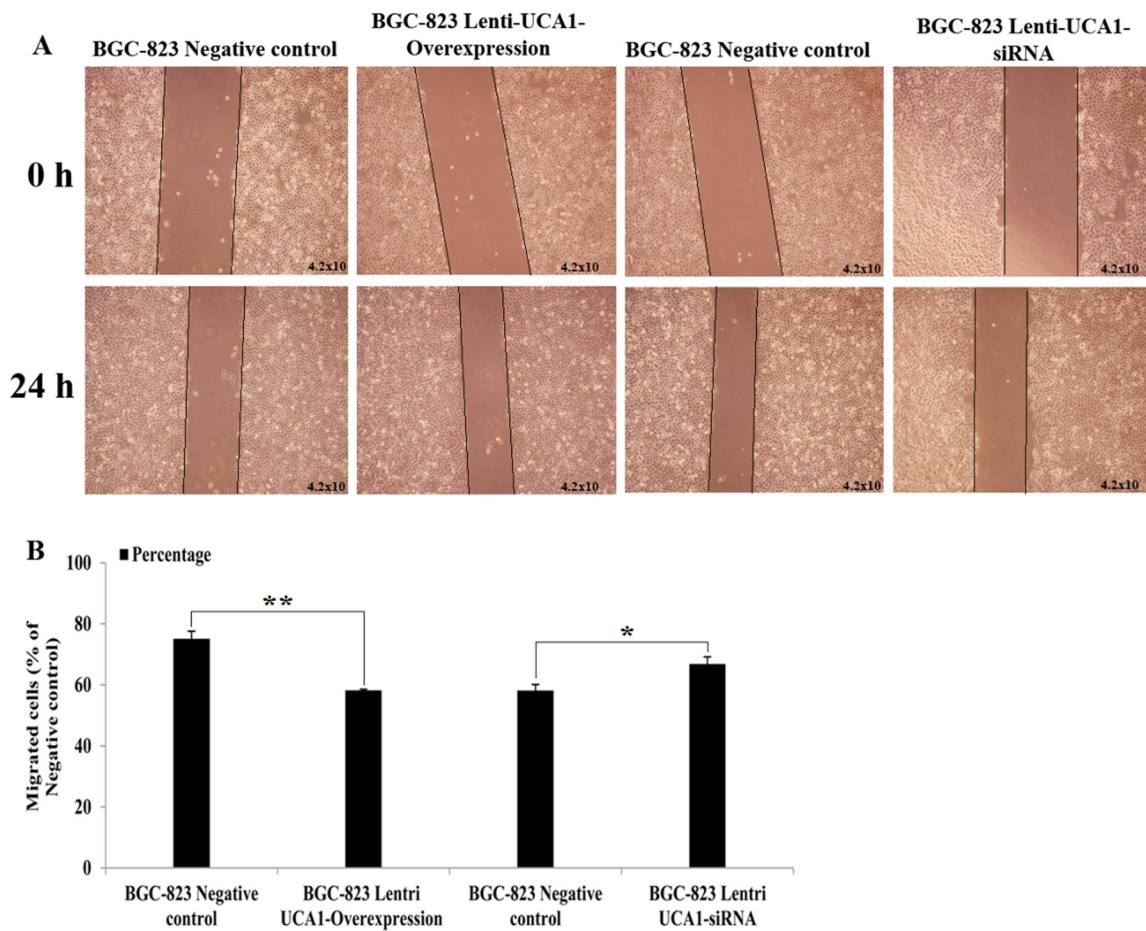 A
BGC-823 Negative control
BGC-823 Lenti-UCA1-
Overexpression
BGC-823 Negative control
BGC-823 Lenti-UCA1-
siRNA
0 h
4.2x10
4.2x10
4.2x10
4.2x10
24 h
4.2x10
4.2x10
4.2x10
4.2x10
B
Percentage
Migrated cells (% of
Negative control)
100
80
60
40
20
0
**
*
BGC-823 Negative
control
BGC-823 Lentri
UCA1-Overexpression
BGC-823 Negative
control
BGC-823 Lentri
UCA1-siRNA